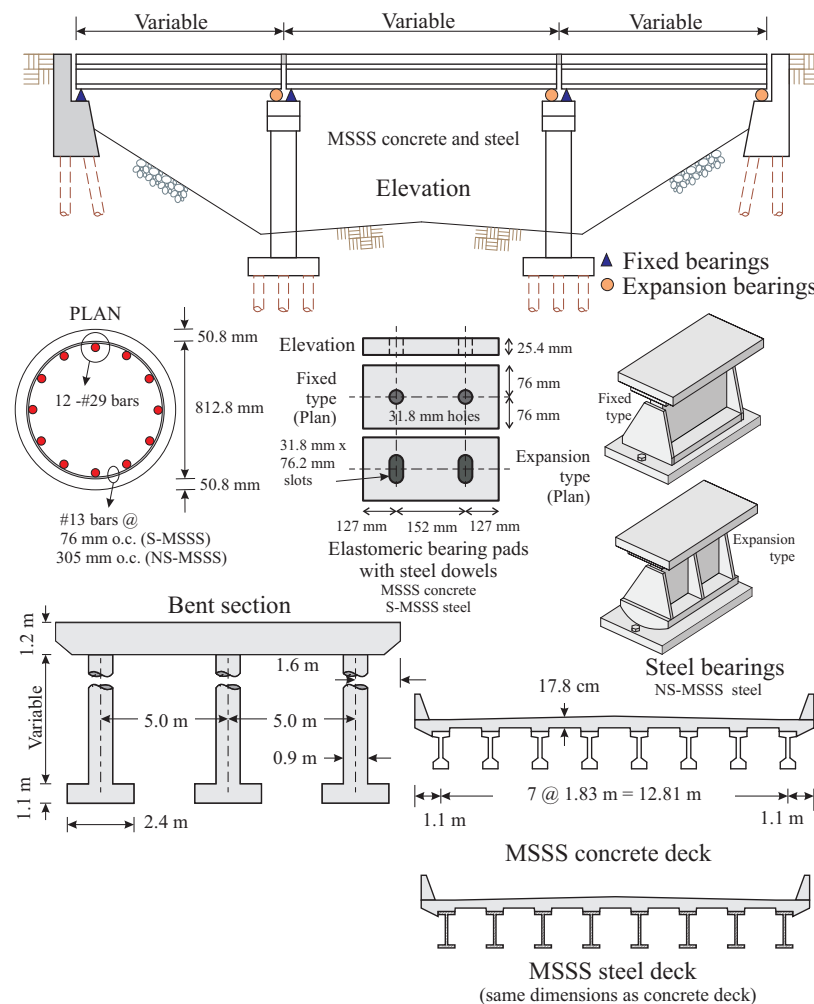 Variable
Variable
Variable
MSSS concrete and steel
Elevation
Fixed bearings
Expansion bearings
PLAN
50.8 mm
12 -#29 bars
812.8 mm
50.8 mm
#13 bars @
76 mm o.c. (S-MSSS)
305 mm o.c. (NS-MSSS)
Elevation
25.4 mm
Fixed
type
(Plan)
76 mm
31.8 mm holes
76 mm
31.8 mm x
76.2 mm
slots
Expansion
type
(Plan)
127 mm
152 mm
127 mm
Elastomeric bearing pads
with steel dowels
MSSS concrete
S-MSSS steel
Fixed
type
Expansion
type
Steel bearings
NS-MSSS steel
Bent section
1.2 m
1.6 m
Variable
5.0 m
5.0 m
0.9 m
1.1 m
2.4 m
17.8 cm
7 @ 1.83 m = 12.81 m
1.1 m
1.1 m
MSSS concrete deck
MSSS steel deck
(same dimensions as concrete deck)